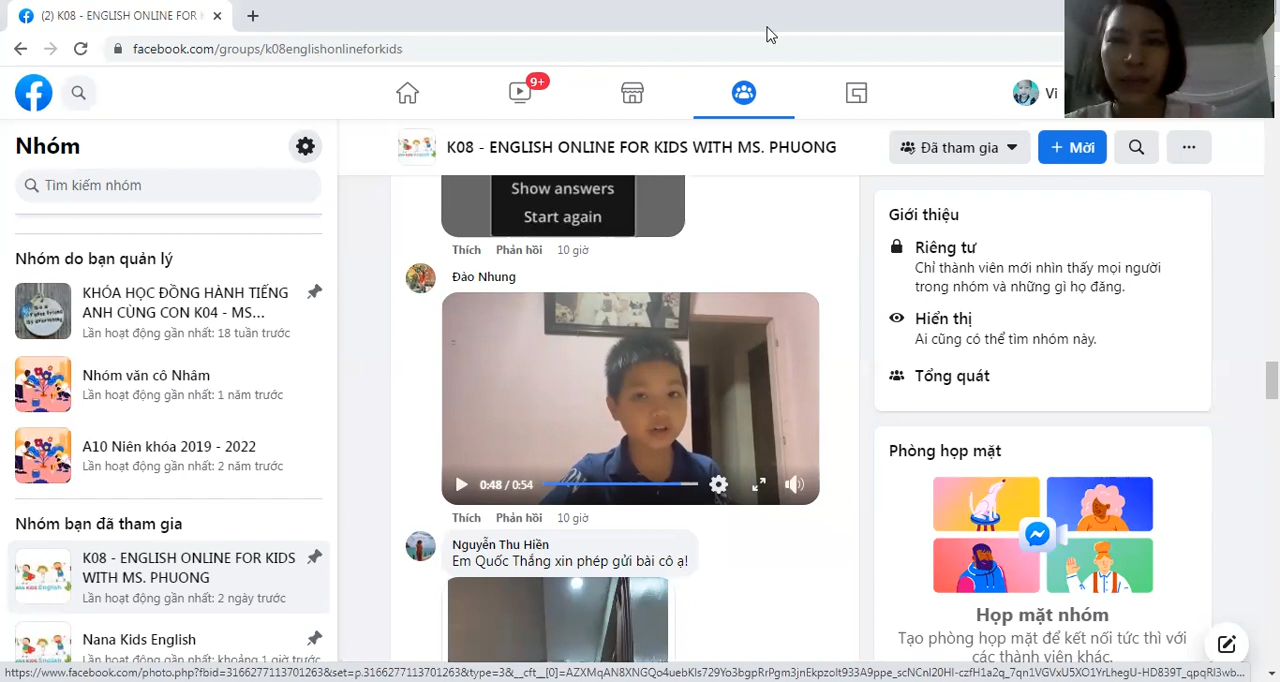 (2) K08 - ENGLISH ONLINE FOR
facebook.com/groups/k08englishonlineforkids
9+
Vi
Nhóm
K08 - ENGLISH ONLINE FOR KIDS WITH MS. PHUONG
Đã tham gia
+ Mới
Tìm kiếm nhóm
Nhóm do bạn quản lý
KHÓA HỌC ĐỒNG HÀNH TIẾNG
ANH CÙNG CON K04 - MS...
Lần hoạt động gần nhất: 18 tuần trước
Nhóm văn cô Nhâm
Lần hoạt động gần nhất: 1 năm trước
A10 Niên khóa 2019 - 2022
Lần hoạt động gần nhất: 2 năm trước
Nhóm bạn đã tham gia
K08 - ENGLISH ONLINE FOR KIDS
WITH MS. PHUONG
Lần hoạt động gần nhất: 2 ngày trước
Nana Kids English
Lần hoạt động gần nhất: khoảng 1 giờ trước
Show answers
Start again
Thích Phản hồi 10 giờ
Đào Nhung
0:48 / 0:54
Thích Phản hồi 10 giờ
Nguyễn Thu Hiền
Em Quốc Thắng xin phép gửi bài cô ạ!
Giới thiệu
Riêng tư
Chỉ thành viên mới nhìn thấy mọi người
trong nhóm và những gì họ đăng.
Hiển thị
Ai cũng có thể tìm nhóm này.
Tổng quát
Phòng họp mặt
Họp mặt nhóm
Tạo phòng họp mặt để kết nối tức thì với
các thành viên khác.